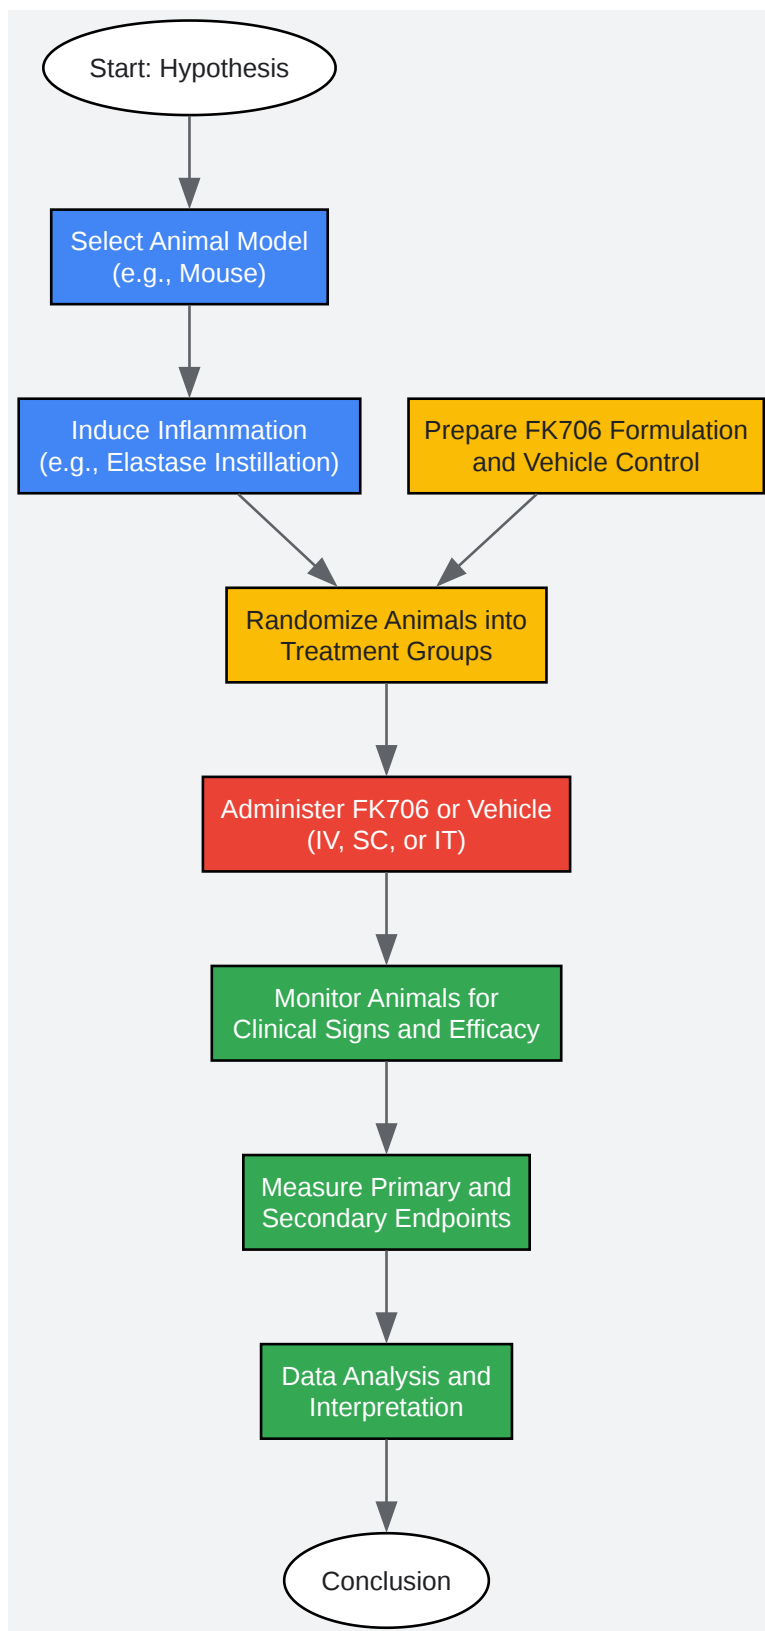 Start: Hypothesis
Select Animal Model
(e.g., Mouse)
Induce Inflammation
(e.g., Elastase Instillation)
Prepare FK706 Formulation
and Vehicle Control
Randomize Animals into
Treatment Groups
Administer FK706 or Vehicle
(IV, SC, or IT)
Monitor Animals for
Clinical Signs and Efficacy
Measure Primary and
Secondary Endpoints
Data Analysis and
Interpretation
Conclusion